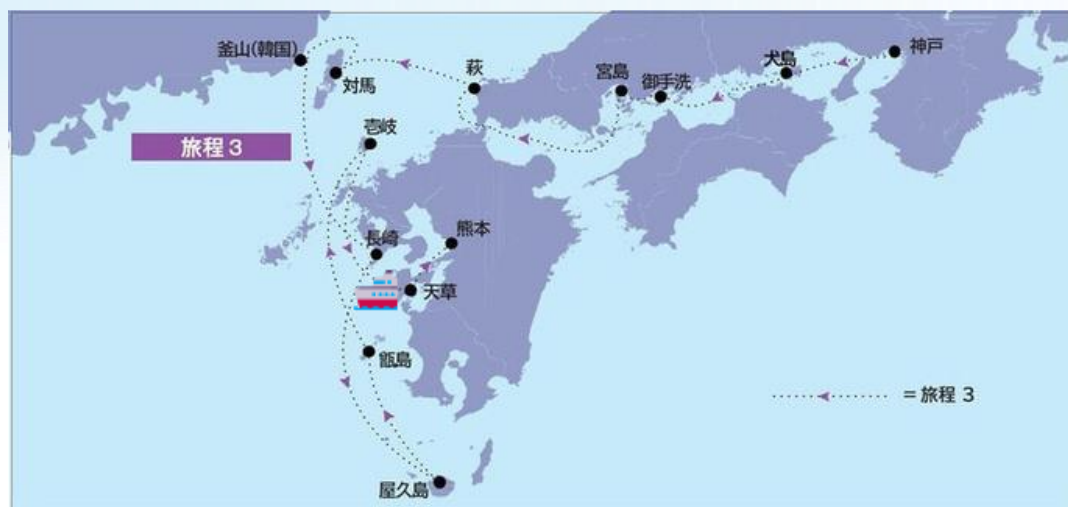 釜山(韓国)
対馬
萩
宮島
御手洗
犬島
神戸
壱岐
旅程3
長崎
熊本
天草
甑島
= 旅程 3
屋久島